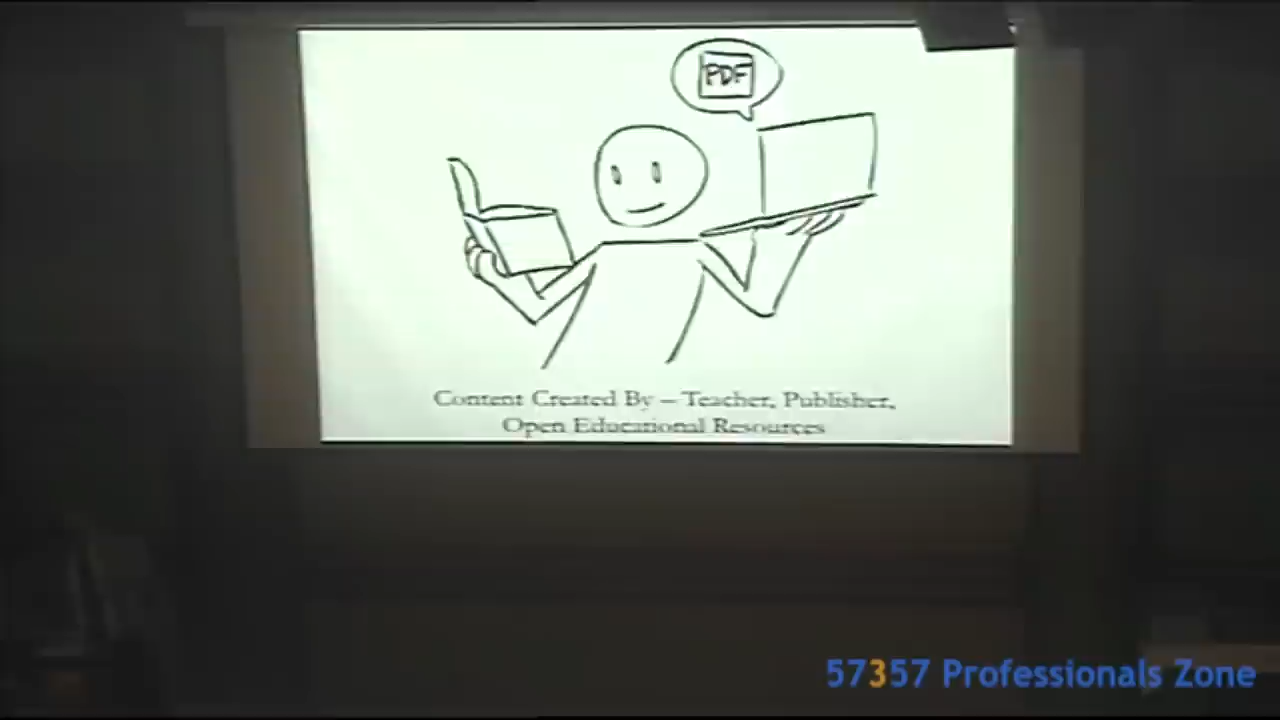 PDF
Content Created By – Teacher, Publisher,
Open Educational Resources
57357 Professionals Zone